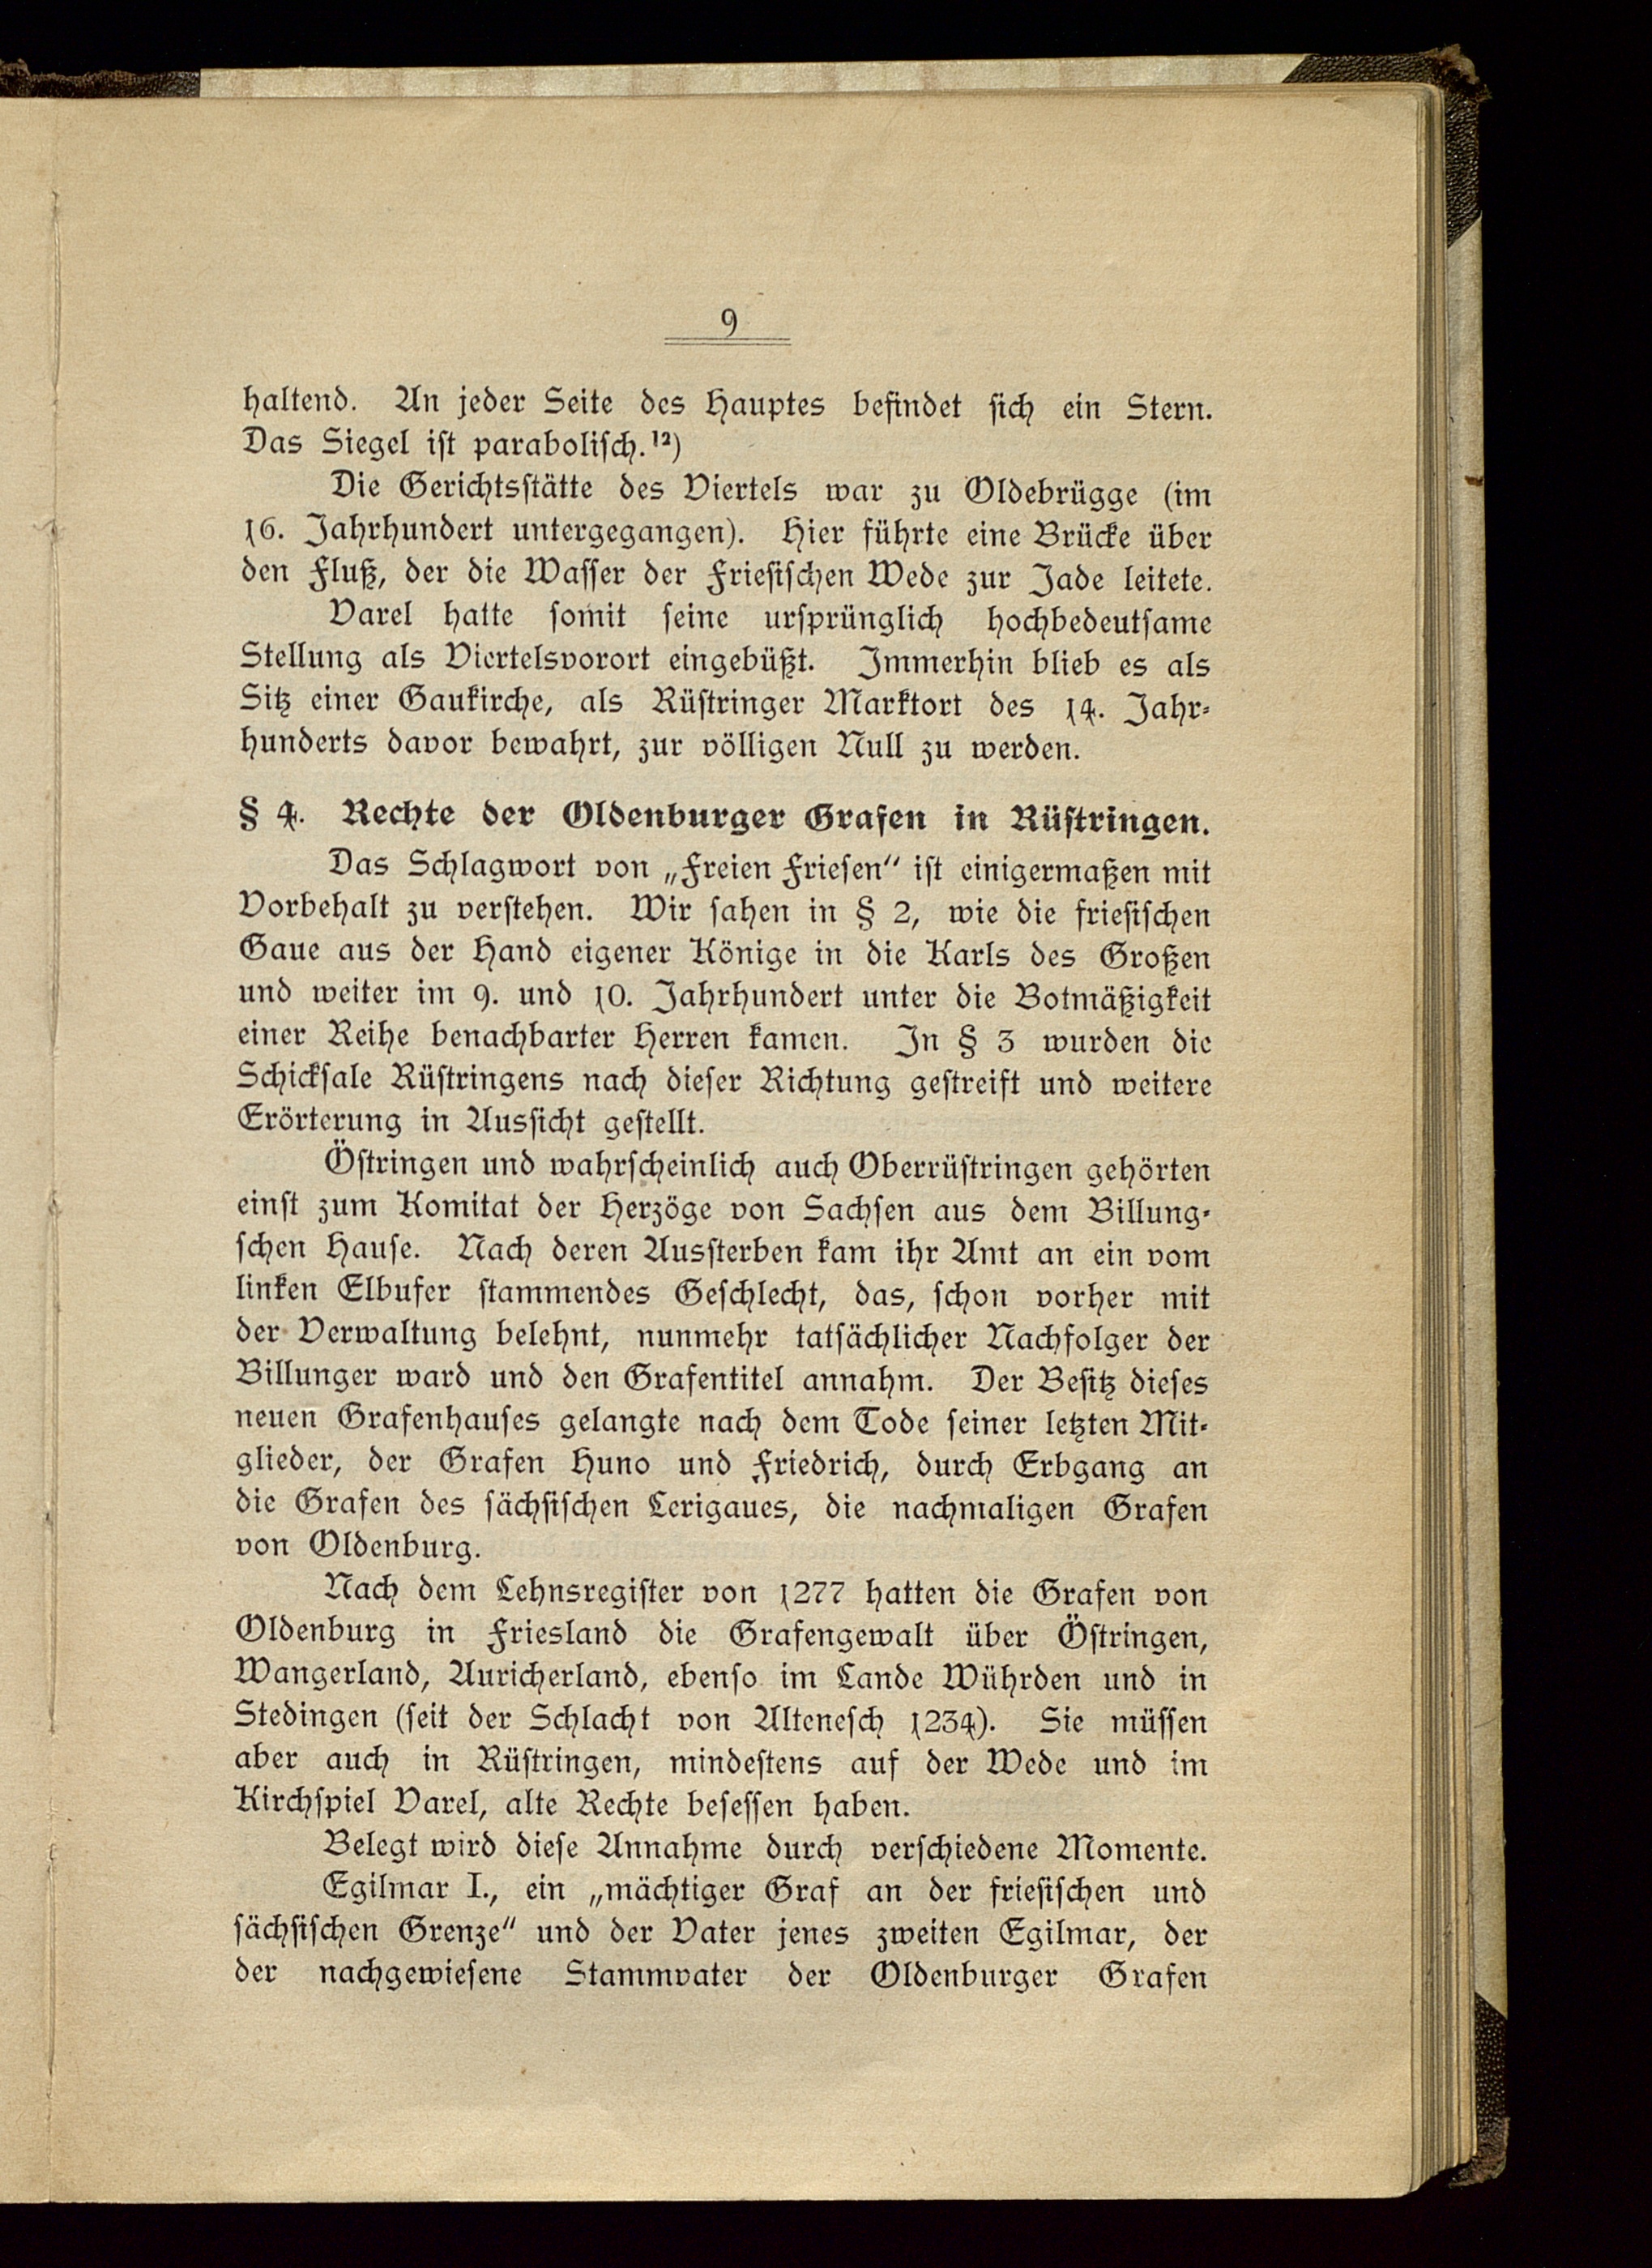 9
haltend. An jeder Seite des Hauptes befindet sich ein Stern.
Das Siegel ist parabolisch.¹²)
Die Gerichtsstätte des Viertels war zu Oldebrügge (im
16. Jahrhundert untergegangen). Hier führte eine Brücke über
den Fluß, der die Wasser der Friesischen Wede zur Jade leitete.
Varel hatte somit seine ursprünglich hochbedeutsame
Stellung als Viertelsvorort eingebüßt. Immerhin blieb es als
Sitz einer Gaukirche, als Rüstringer Marktort des 14. Jahr-
hunderts davor bewahrt, zur völligen Null zu werden.
§ 4. Rechte der Oldenburger Grafen in Rüstringen.
Das Schlagwort von „Freien Friesen“ ist einigermaßen mit
Vorbehalt zu verstehen. Wir sahen in § 2, wie die friesischen
Gaue aus der Hand eigener Könige in die Karls des Großen
und weiter im 9. und 10. Jahrhundert unter die Botmäßigkeit
einer Reihe benachbarter Herren kamen. In § 3 wurden die
Schicksale Rüstringens nach dieser Richtung gestreift und weitere
Erörterung in Aussicht gestellt.
Östringen und wahrscheinlich auch Oberrüstringen gehörten
einst zum Komitat der Herzöge von Sachsen aus dem Billung-
schen Hause. Nach deren Aussterben kam ihr Amt an ein vom
linken Elbufer stammendes Geschlecht, das, schon vorher mit
der Verwaltung belehnt, nunmehr tatsächlicher Nachfolger der
Billunger ward und den Grafentitel annahm. Der Besitz dieses
neuen Grafenhauses gelangte nach dem Tode seiner letzten Mit-
glieder, der Grafen Huno und Friedrich, durch Erbgang an
die Grafen des sächsischen Lerigaues, die nachmaligen Grafen
von Oldenburg.
Nach dem Lehnsregister von 1277 hatten die Grafen von
Oldenburg in Friesland die Grafengewalt über Östringen,
Wangerland, Auricherland, ebenso im Lande Wührden und in
Stedingen (seit der Schlacht von Altenesch 1234). Sie müssen
aber auch in Rüstringen, mindestens auf der Wede und im
Kirchspiel Varel, alte Rechte besessen haben.
Belegt wird diese Annahme durch verschiedene Momente.
Egilmar I., ein „mächtiger Graf an der friesischen und
sächsischen Grenze“ und der Vater jenes zweiten Egilmar, der
der nachgewiesene Stammvater der Oldenburger Grafen